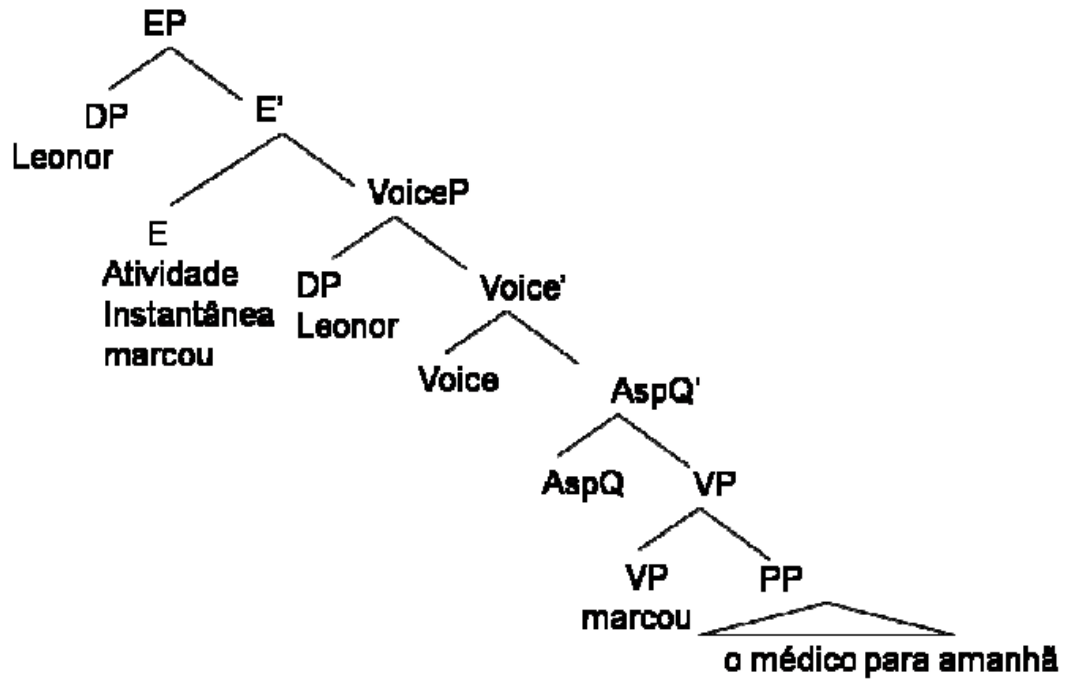 EP
DP
Leonor
E'
E
Atividade
Instantânea
marcou
VoiceP
DP
Leonor
Voice'
Voice
AspQ'
AspQ
VP
VP
marcou
PP
o médico para amanhã